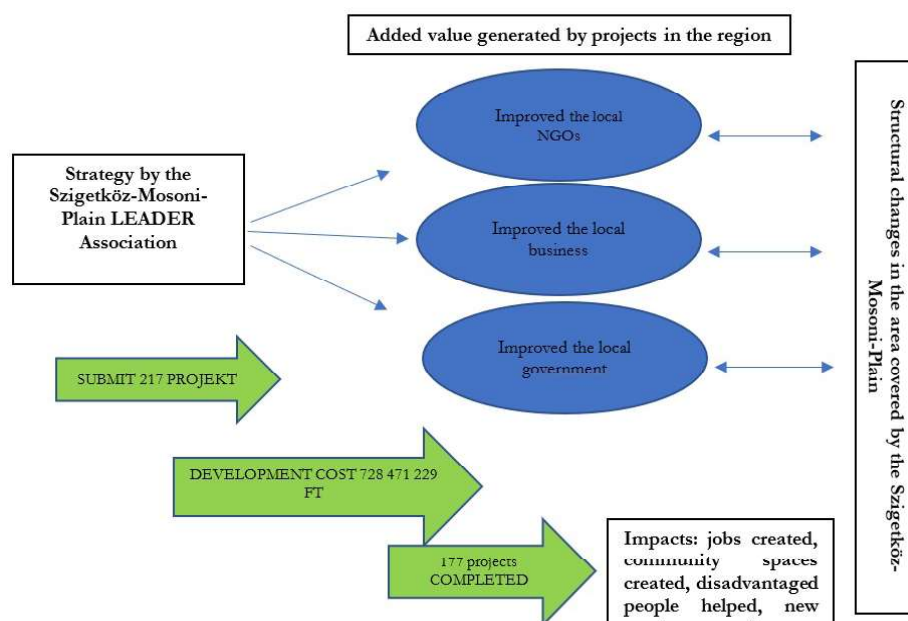 Added value generated by projects in the region
Improved the local
NGOs
Strategy by the
Szigetköz-Mosoni-
Plain LEADER
Association
Improved the local
business
Improved the local
government
Structural changes in the area covered by the Szigetköz-
Mosoni-Plain
SUBMIT 217 PROJEKT
DEVELOPMENT COST 728 471 229
FT
177 projects
COMPLETED
Impacts: jobs created,
community spaces
created, disadvantaged
people helped, new